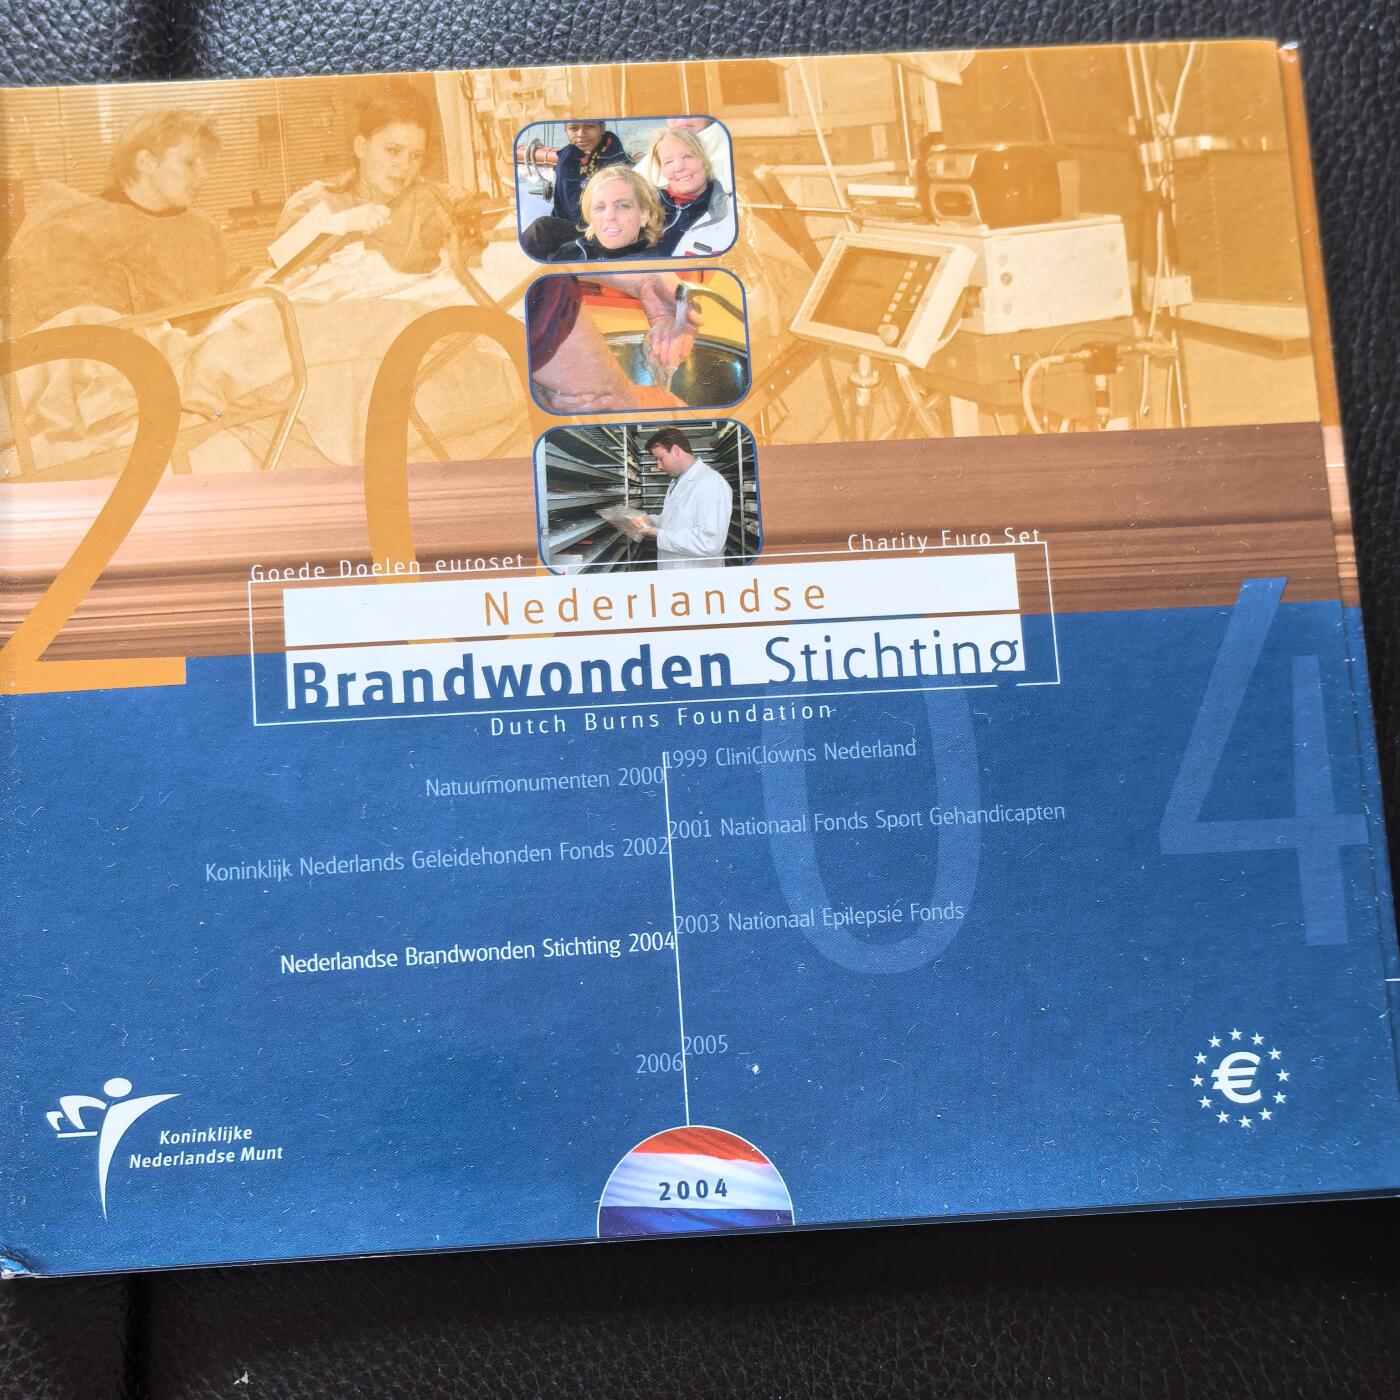 2004
Goede Doelen euroset
Charity Euro Set
Nederlandse
Brandwonden Stichting
Dutch Burns Foundation
1999 CliniClowns Nederland
Natuurmonumenten 2000
2001 Nationaal Fonds Sport Gehandicapten
Koninklijk Nederlands Geleidehonden Fonds 2002
2003 Nationaal Epilepsie Fonds
Nederlandse Brandwonden Stichting 2004
2005
2006
Koninklijke
Nederlandse Munt
€
2004